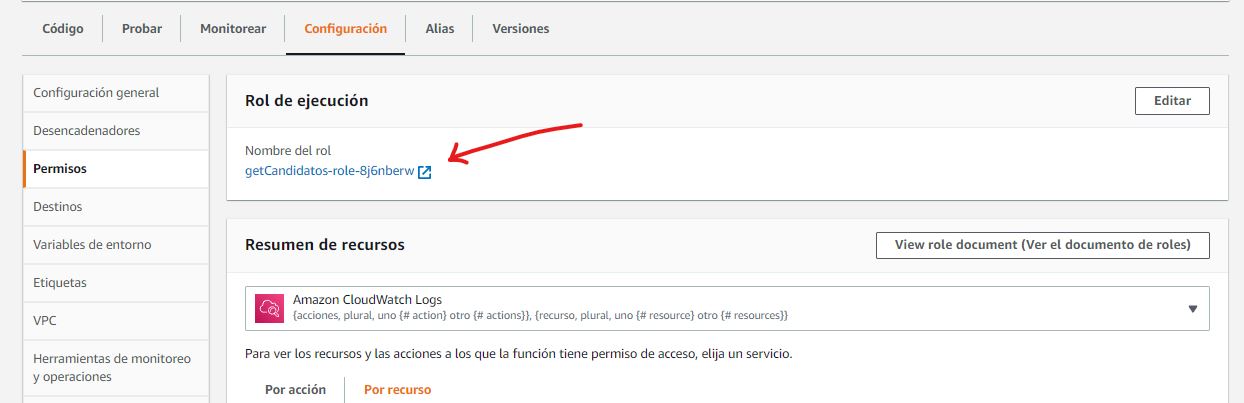 Código Probar Monitorear Configuración Alias Versiones
Configuración general
Desencadenadores
Permisos
Destinos
Variables de entorno
Etiquetas
VPC
Herramientas de monitoreo
y operaciones
Rol de ejecución
Editar
Nombre del rol
getCandidatos-role-8j6nberw
Resumen de recursos
View role document (Ver el documento de roles)
Amazon CloudWatch Logs
{acciones, plural, uno {# action} otro {# actions}}, {recurso, plural, uno {# resource} otro {# resources}}
Para ver los recursos y las acciones a los que la función tiene permiso de acceso, elija un servicio.
Por acción Por recurso